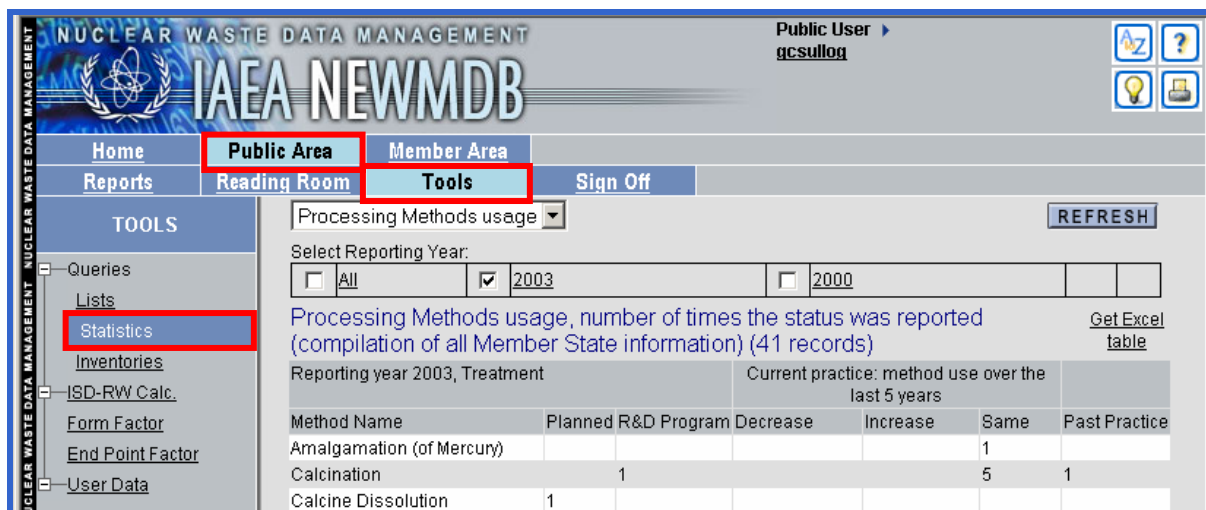 NUCLEAR WASTE DATA MANAGEMENT
IAEA NEWMDB
Public User
gcsullog
AZ ?
Home Public Area Member Area
Reports Reading Room Tools Sign Off
TOOLS
Queries
Lists
Statistics
Inventories
ISD-RW Calc.
Form Factor
End Point Factor
User Data
Processing Methods usage
REFRESH
Select Reporting Year:
All 2003 2000
Processing Methods usage, number of times the status was reported
(compilation of all Member State information) (41 records)
Get Excel
table
Reporting year 2003, Treatment Current practice: method use over the
last 5 years
Method Name Planned R&D Program Decrease Increase Same Past Practice
Amalgamation (of Mercury) 1
Calcination 1 5 1
Calcine Dissolution 1
NUCLEAR WASTE DATA MANAGEMENT NUCLEAR WASTE DATA MANAGEMENT